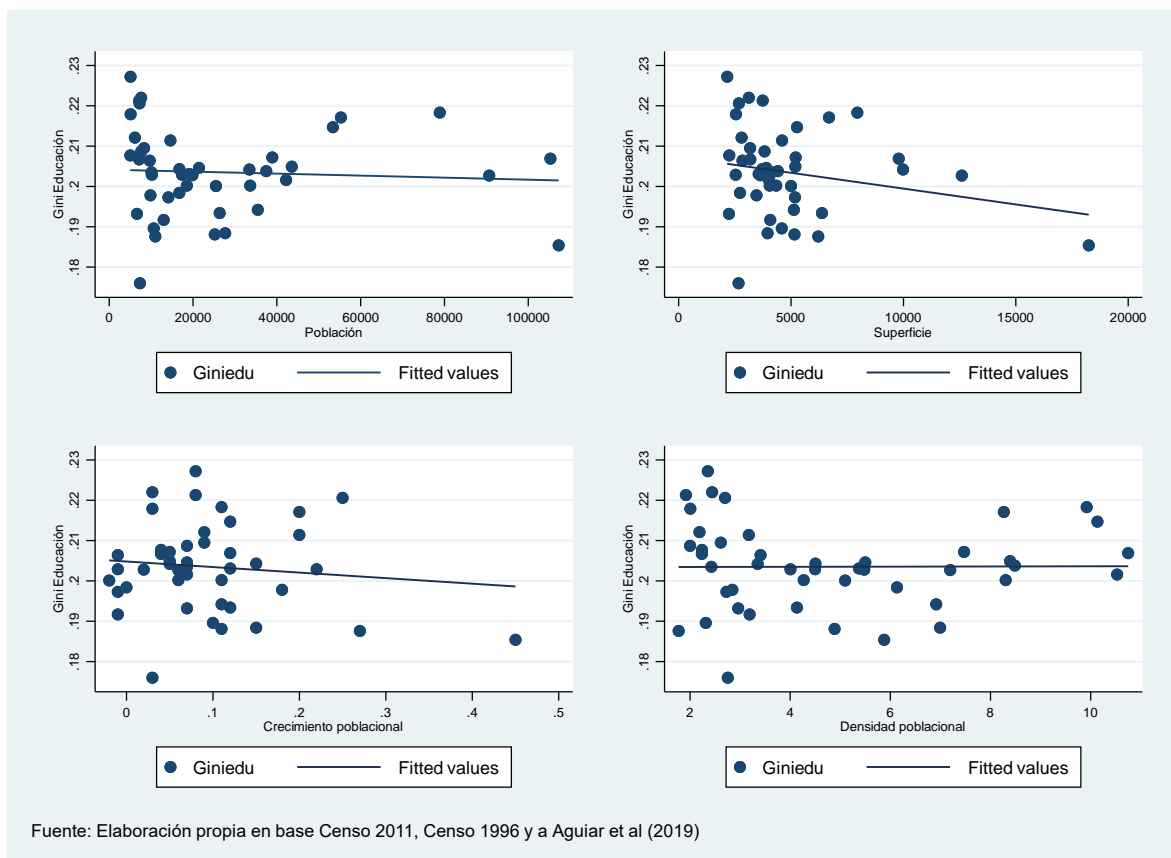 Gini Educación
.23
.22
.21
.2
.19
.18
0 20000 40000 60000 80000 100000
Población
Giniedu Fitted values
Gini Educación
.23
.22
.21
.2
.19
.18
0 5000 10000 15000 20000
Superficie
Giniedu Fitted values
Gini Educación
.23
.22
.21
.2
.19
.18
0 .1 .2 .3 .4 .5
Crecimiento poblacional
Giniedu Fitted values
Gini Educación
.23
.22
.21
.2
.19
.18
2 4 6 8 10
Densidad poblacional
Giniedu Fitted values
Fuente: Elaboración propia en base Censo 2011, Censo 1996 y a Aguiar et al (2019)